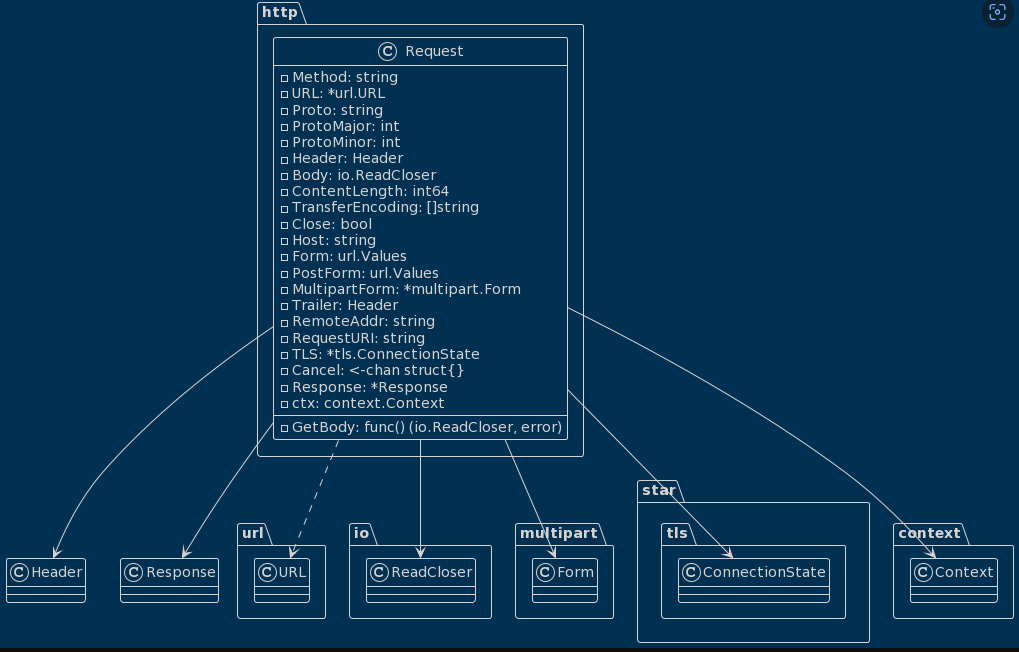 http
C Request
Method: string
URL: *url.URL
Proto: string
ProtoMajor: int
ProtoMinor: int
Header: Header
Body: io.ReadCloser
ContentLength: int64
TransferEncoding: []string
Close: bool
Host: string
Form: url.Values
PostForm: url.Values
MultipartForm: *multipart.Form
Trailer: Header
RemoteAddr: string
RequestURI: string
TLS: *tls.ConnectionState
Cancel: <-chan struct{}
Response: *Response
ctx: context.Context
GetBody: func() (io.ReadCloser, error)
star
url
io
multipart
tls
context
C Header
C Response
C URL
C ReadCloser
C Form
C ConnectionState
C Context